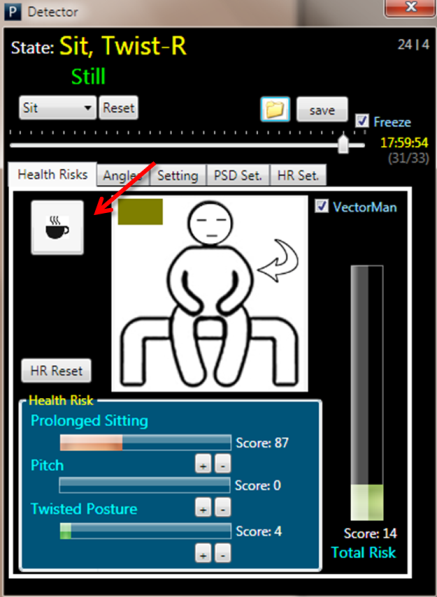 P Detector
State: Sit, Twist-R
24 | 4
Still
Sit Reset save Freeze
17:59:54
(31/33)
Health Risks Angles Setting PSD Set. HR Set.
VectorMan
HR Reset
Health Risk
Prolonged Sitting
Score: 87
Pitch + -
Score: 0
Twisted Posture + -
Score: 4
+ -
Score: 14
Total Risk